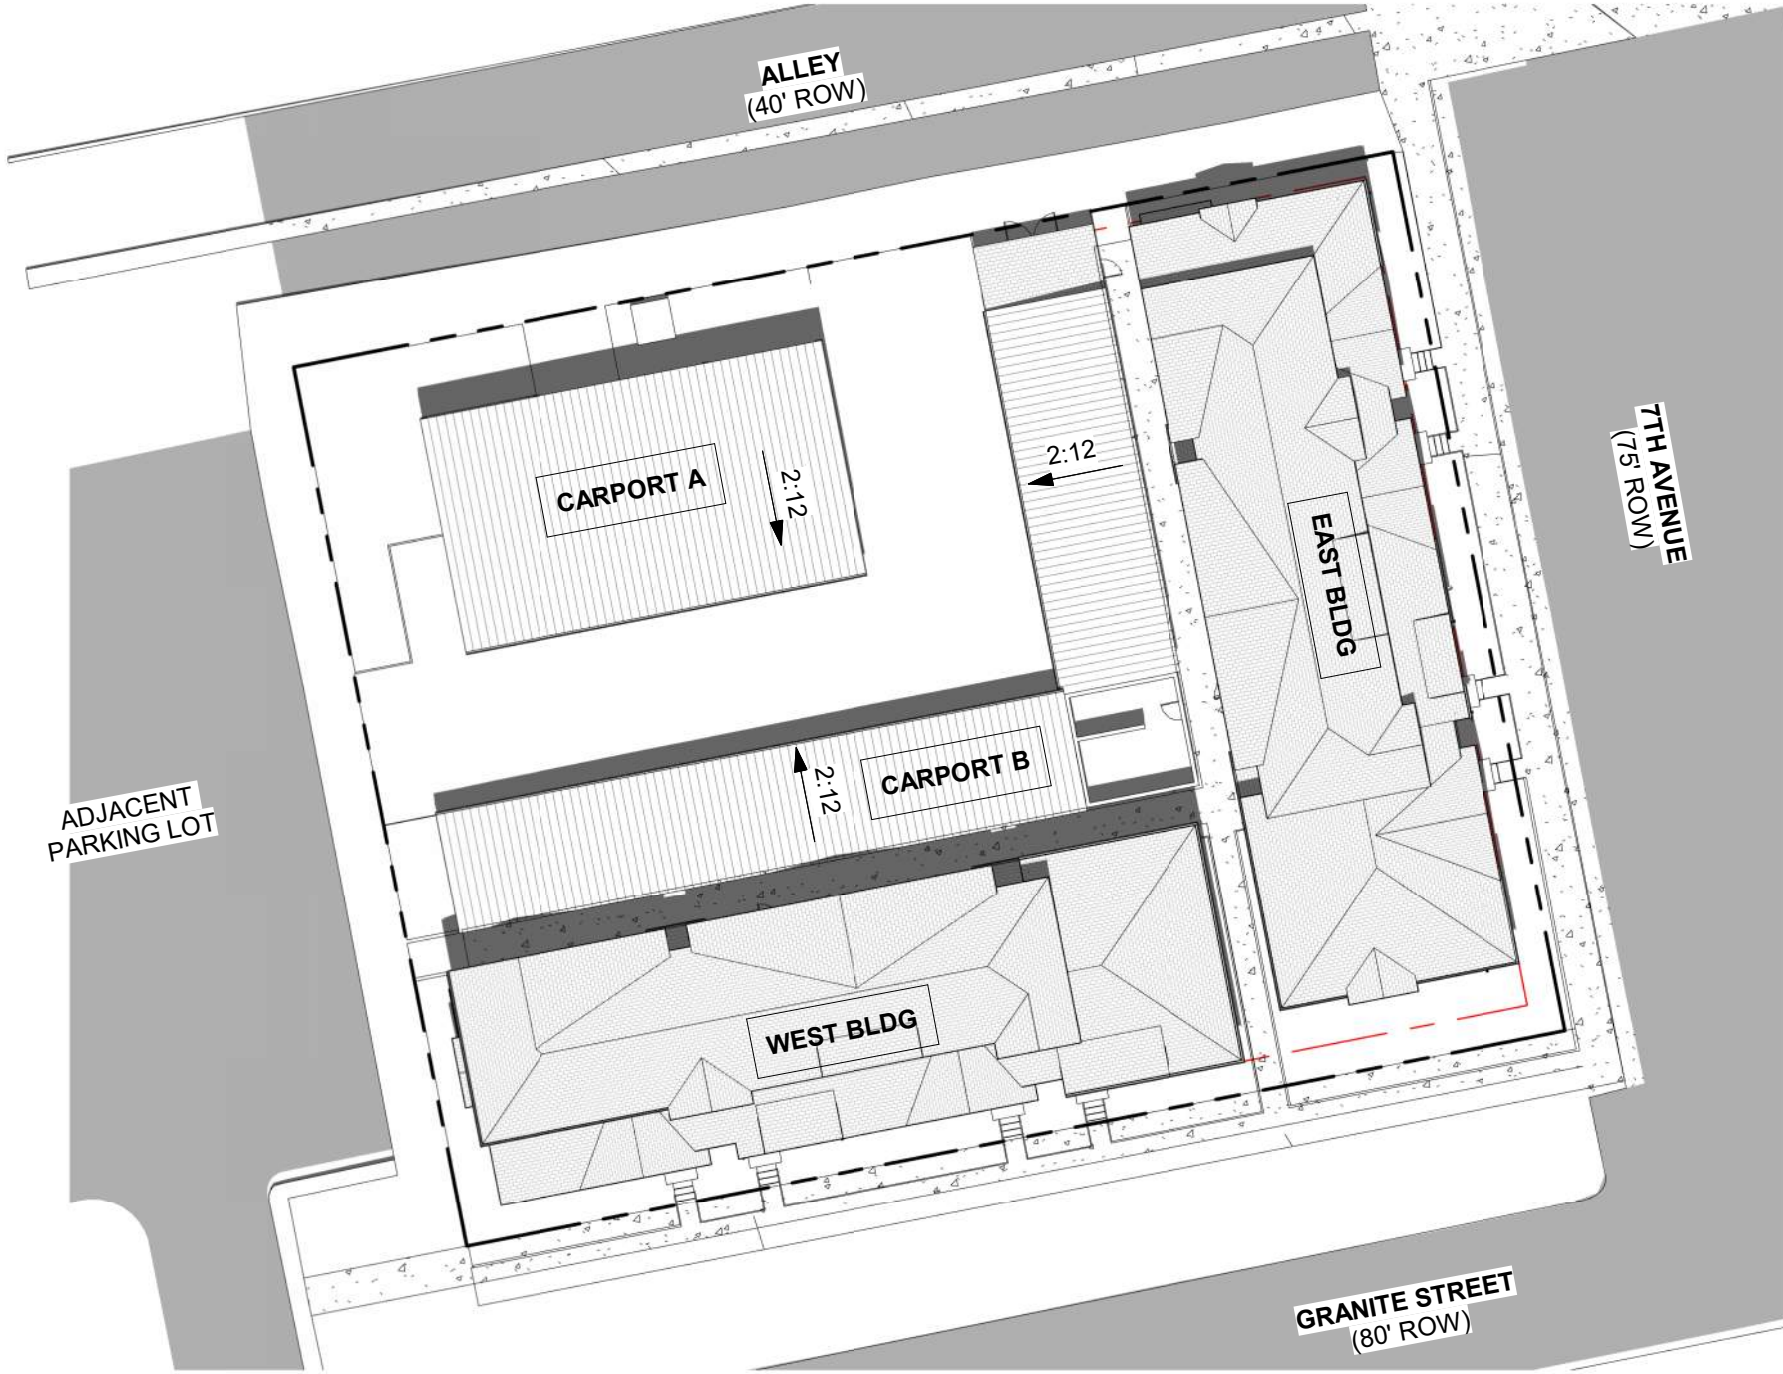 ALLEY
(40' ROW)
CARPORT A
2:12
2:12
7TH AVENUE
(75' ROW)
EAST BLDG
CARPORT B
2:12
ADJACENT
PARKING LOT
WEST BLDG
GRANITE STREET
(80' ROW)